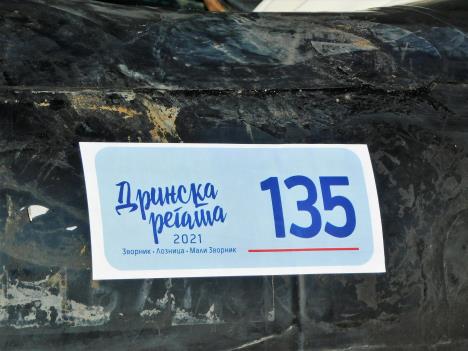 Дринска
регата
2021
Зворник • Лозница • Мали Зворник
135